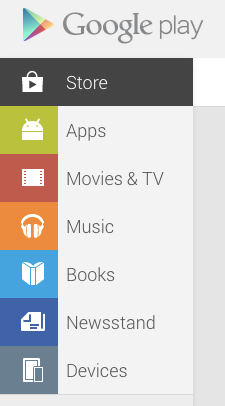 Google play
Store
Apps
Movies & TV
Music
Books
Newsstand
Devices